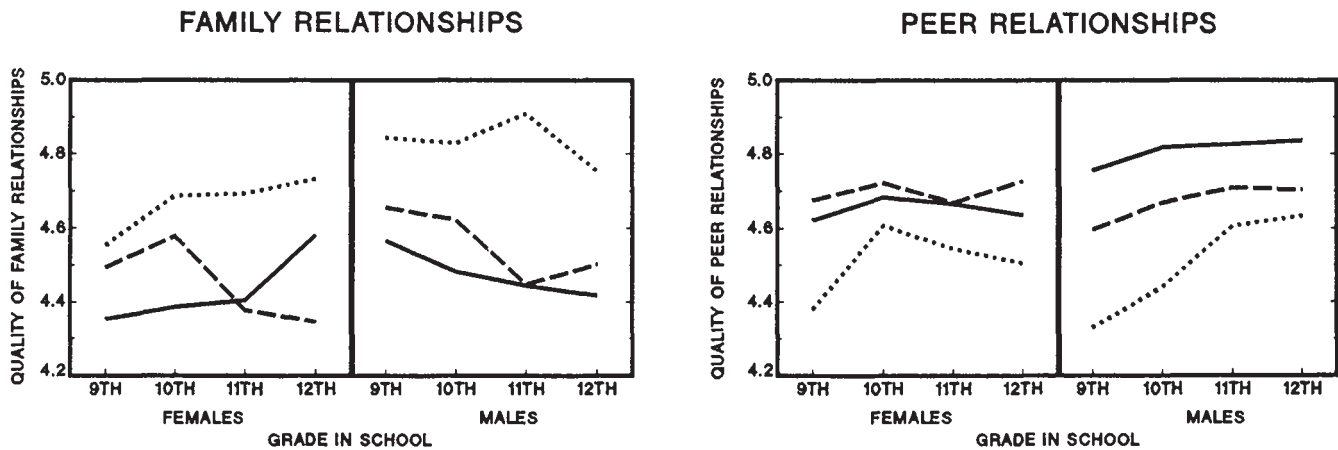 FAMILY RELATIONSHIPS
QUALITY OF FAMILY RELATIONSHIPS
5.0
4.8
4.6
4.4
4.2
9TH 10TH 11TH 12TH 9TH 10TH 11TH 12TH
FEMALES MALES
GRADE IN SCHOOL
PEER RELATIONSHIPS
QUALITY OF PEER RELATIONSHIPS
5.0
4.8
4.6
4.4
4.2
9TH 10TH 11TH 12TH 9TH 10TH 11TH 12TH
FEMALES MALES
GRADE IN SCHOOL